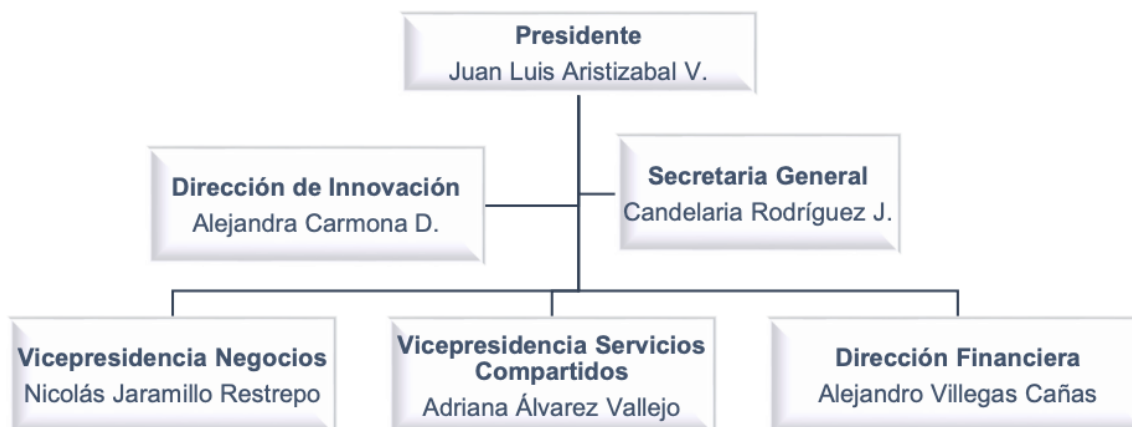 Presidente
Juan Luis Aristizabal V.
Dirección de Innovación
Alejandra Carmona D.
Secretaria General
Candelaria Rodríguez J.
Vicepresidencia Negocios
Nicolás Jaramillo Restrepo
Vicepresidencia Servicios
Compartidos
Adriana Álvarez Vallejo
Dirección Financiera
Alejandro Villegas Cañas